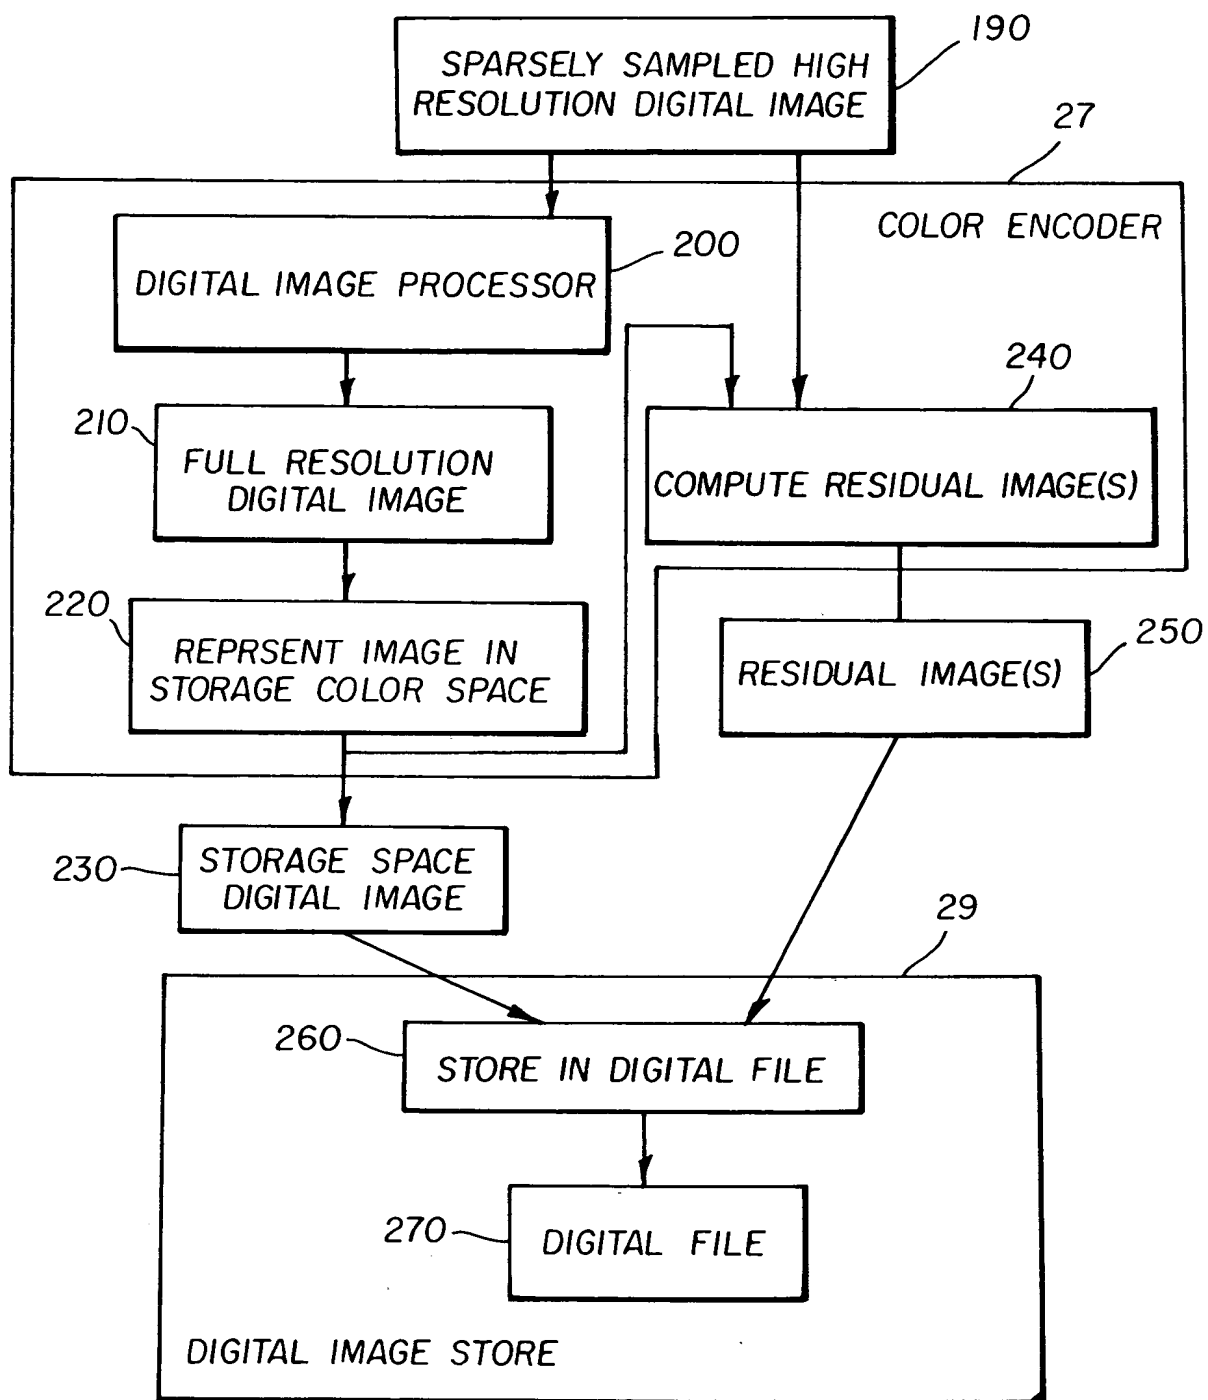 190
SPARSELY SAMPLED HIGH
RESOLUTION DIGITAL IMAGE
27
COLOR ENCODER
200
DIGITAL IMAGE PROCESSOR
240
210
FULL RESOLUTION
DIGITAL IMAGE
COMPUTE RESIDUAL IMAGE(S)
220
REPRSENT IMAGE IN
STORAGE COLOR SPACE
250
RESIDUAL IMAGE(S)
230
STORAGE SPACE
DIGITAL IMAGE
29
260
STORE IN DIGITAL FILE
270
DIGITAL FILE
DIGITAL IMAGE STORE